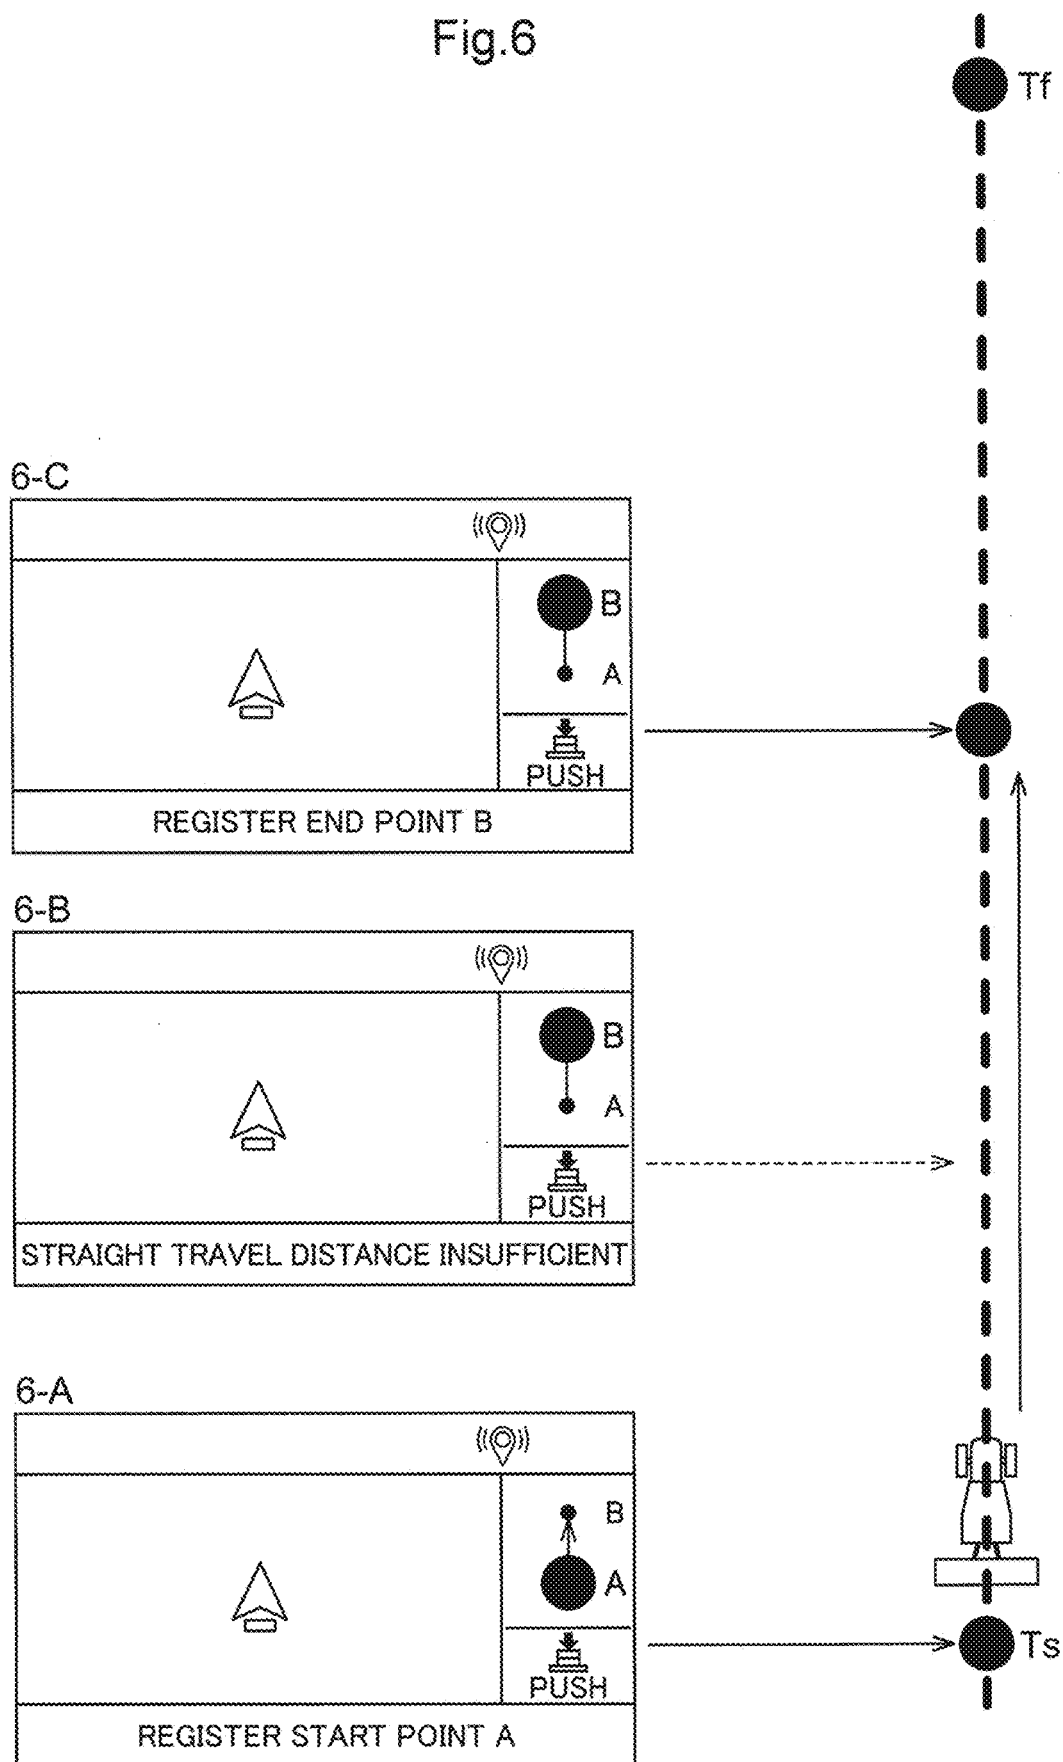 Fig.6
Tf
6-C
B
A
PUSH
REGISTER END POINT B
6-B
B
A
PUSH
STRAIGHT TRAVEL DISTANCE INSUFFICIENT
6-A
B
A
PUSH
Ts
REGISTER START POINT A